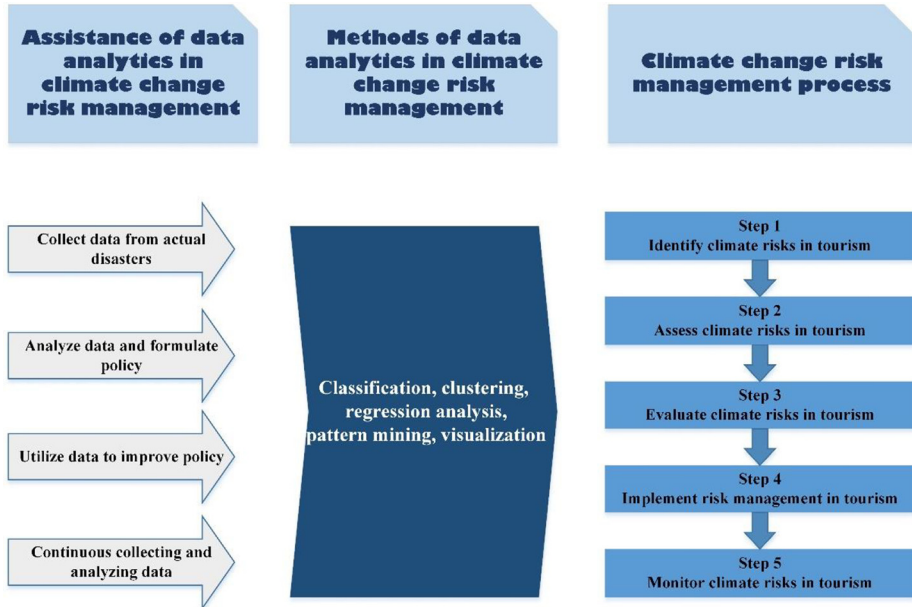 Assistance of data
analytics in
climate change
risk management
Methods of data
analytics in climate
change risk
management
Climate change risk
management process
Collect data from actual
disasters
Analyze data and formulate
policy
Utilize data to improve policy
Continuous collecting and
analyzing data
Classification, clustering,
regression analysis,
pattern mining, visualization
Step 1
Identify climate risks in tourism
Step 2
Assess climate risks in tourism
Step 3
Evaluate climate risks in tourism
Step 4
Implement risk management in tourism
Step 5
Monitor climate risks in tourism